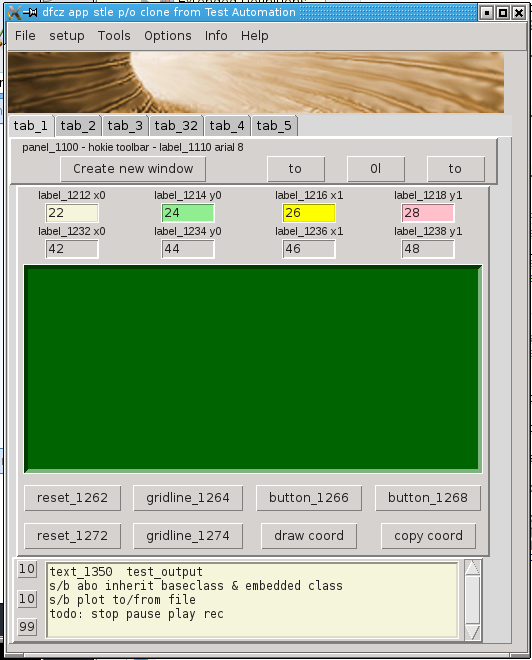 dfcz app stle p/o clone from Test Automation
File setup Tools Options Info Help
tab_1 tab_2 tab_3 tab_32 tab_4 tab_5
panel_1100 - hokie toolbar - label_1110 arial 8
Create new window to 0l to
label_1212 x0 label_1214 y0 label_1216 x1 label_1218 y1
22 24 26 28
label_1232 x0 label_1234 y0 label_1236 x1 label_1238 y1
42 44 46 48
reset_1262 gridline_1264 button_1266 button_1268
reset_1272 gridline_1274 draw coord copy coord
10 text_1350 test_output
s/b abo inherit baseclass & embedded class
10 s/b plot to/from file
todo: stop pause play rec
99